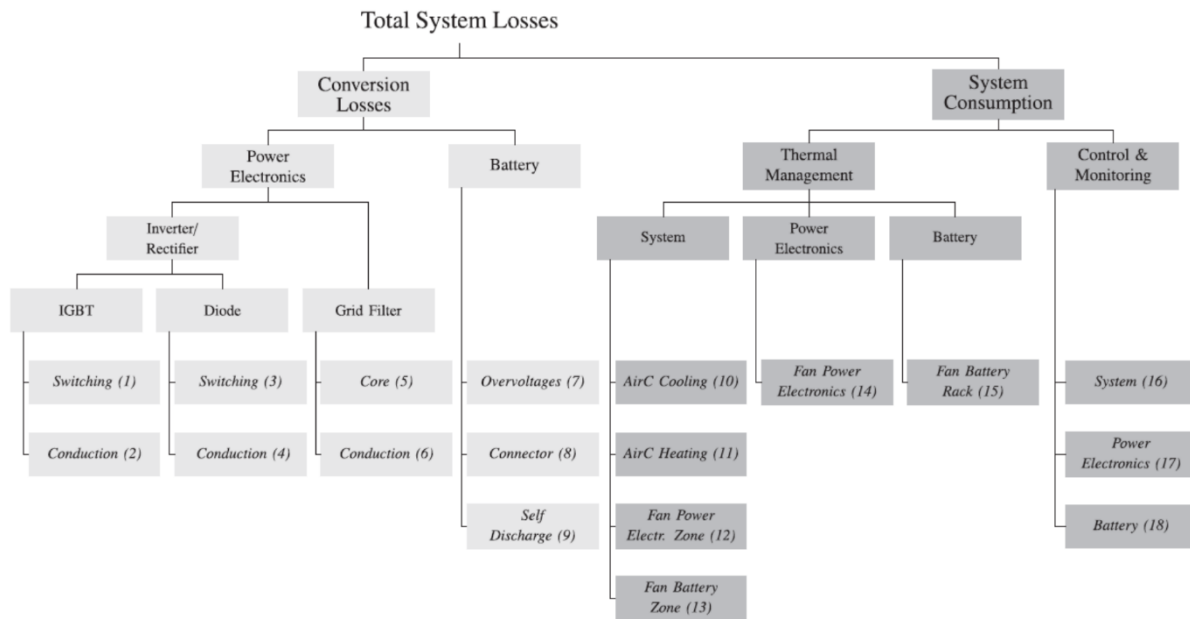 Total System Losses
Conversion
Losses
System
Consumption
Power
Electronics
Battery
Thermal
Management
Control &
Monitoring
Inverter/
Rectifier
System
Power
Electronics
Battery
IGBT
Diode
Grid Filter
Switching (1)
Switching (3)
Core (5)
Overvoltages (7)
AirC Cooling (10)
Fan Power
Electronics (14)
Fan Battery
Rack (15)
System (16)
Conduction (2)
Conduction (4)
Conduction (6)
Connector (8)
AirC Heating (11)
Power
Electronics (17)
Self
Discharge (9)
Fan Power
Electr. Zone (12)
Battery (18)
Fan Battery
Zone (13)